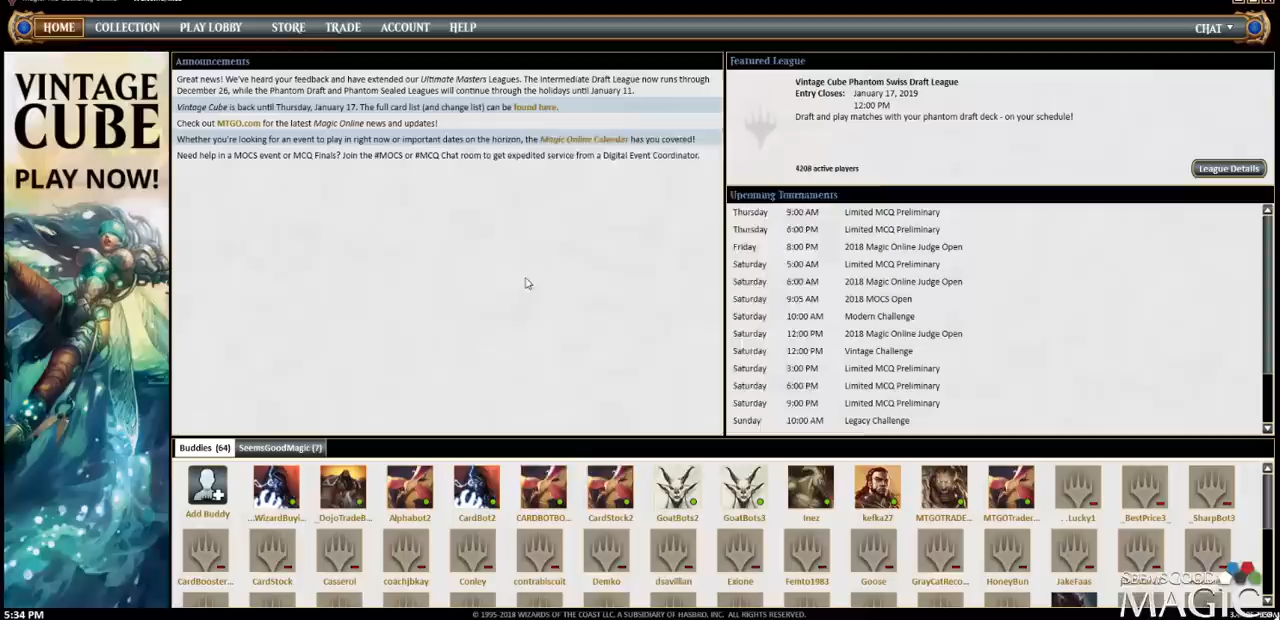 HOME COLLECTION PLAY LOBBY STORE TRADE ACCOUNT HELP CHAT
VINTAGE
CUBE
PLAY NOW!
Announcements
Great news! We've heard your feedback and have extended our Ultimate Masters Leagues. The Intermediate Draft League now runs through
December 26, while the Phantom Draft and Phantom Sealed Leagues will continue through the holidays until January 11.
Vintage Cube is back until Thursday, January 17. The full card list (and change list) can be found here.
Check out MTGO.com for the latest Magic Online news and updates!
Whether you're looking for an event to play in right now or important dates on the horizon, the Magic Online Calendar has you covered!
Need help in a MOCS event or MCQ Finals? Join the #MOCS or #MCQ Chat room to get expedited service from a Digital Event Coordinator.
Featured League
Vintage Cube Phantom Swiss Draft League
Entry Closes: January 17, 2019
12:00 PM
Draft and play matches with your phantom draft deck - on your schedule!
4208 active players
League Details
Upcoming Tournaments
Thursday 9:00 AM Limited MCQ Preliminary
Thursday 6:00 PM Limited MCQ Preliminary
Friday 8:00 PM 2018 Magic Online Judge Open
Saturday 5:00 AM Limited MCQ Preliminary
Saturday 6:00 AM 2018 Magic Online Judge Open
Saturday 9:05 AM 2018 MOCS Open
Saturday 10:00 AM Modern Challenge
Saturday 12:00 PM 2018 Magic Online Judge Open
Saturday 12:00 PM Vintage Challenge
Saturday 3:00 PM Limited MCQ Preliminary
Saturday 6:00 PM Limited MCQ Preliminary
Saturday 9:00 PM Limited MCQ Preliminary
Sunday 10:00 AM Legacy Challenge
Buddies (64) SeemsGoodMagic (7)
Add Buddy ...WizardBuyi... _DojoTradeB... Alphabot2 CardBot2 CARDBOTBO... CardStock2 GoatBots2 GoatBots3 Inez kefka27 MTGOTRADE... MTGOTrader... . .Lucky1 _BestPrice3_ _SharpBot3
CardBooster... CardStock Casserol coachjbkay Conley contrabiscuit Demko dsavillian Exione Femto1983 Goose GrayCatReco... HoneyBun JakeFaas
SEEMSGOOD
MAGIC
5:34 PM © 1995-2018 WIZARDS OF THE COAST LLC, A SUBSIDIARY OF HASBRO, INC. ALL RIGHTS RESERVED.